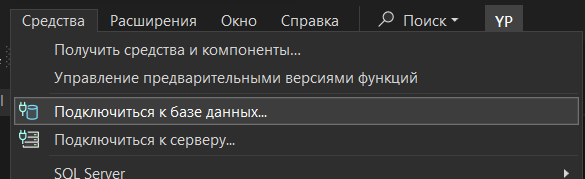 Средства Расширения Окно Справка Поиск YP
Получить средства и компоненты...
Управление предварительными версиями функций
Подключиться к базе данных...
Подключиться к серверу...
SQL Server